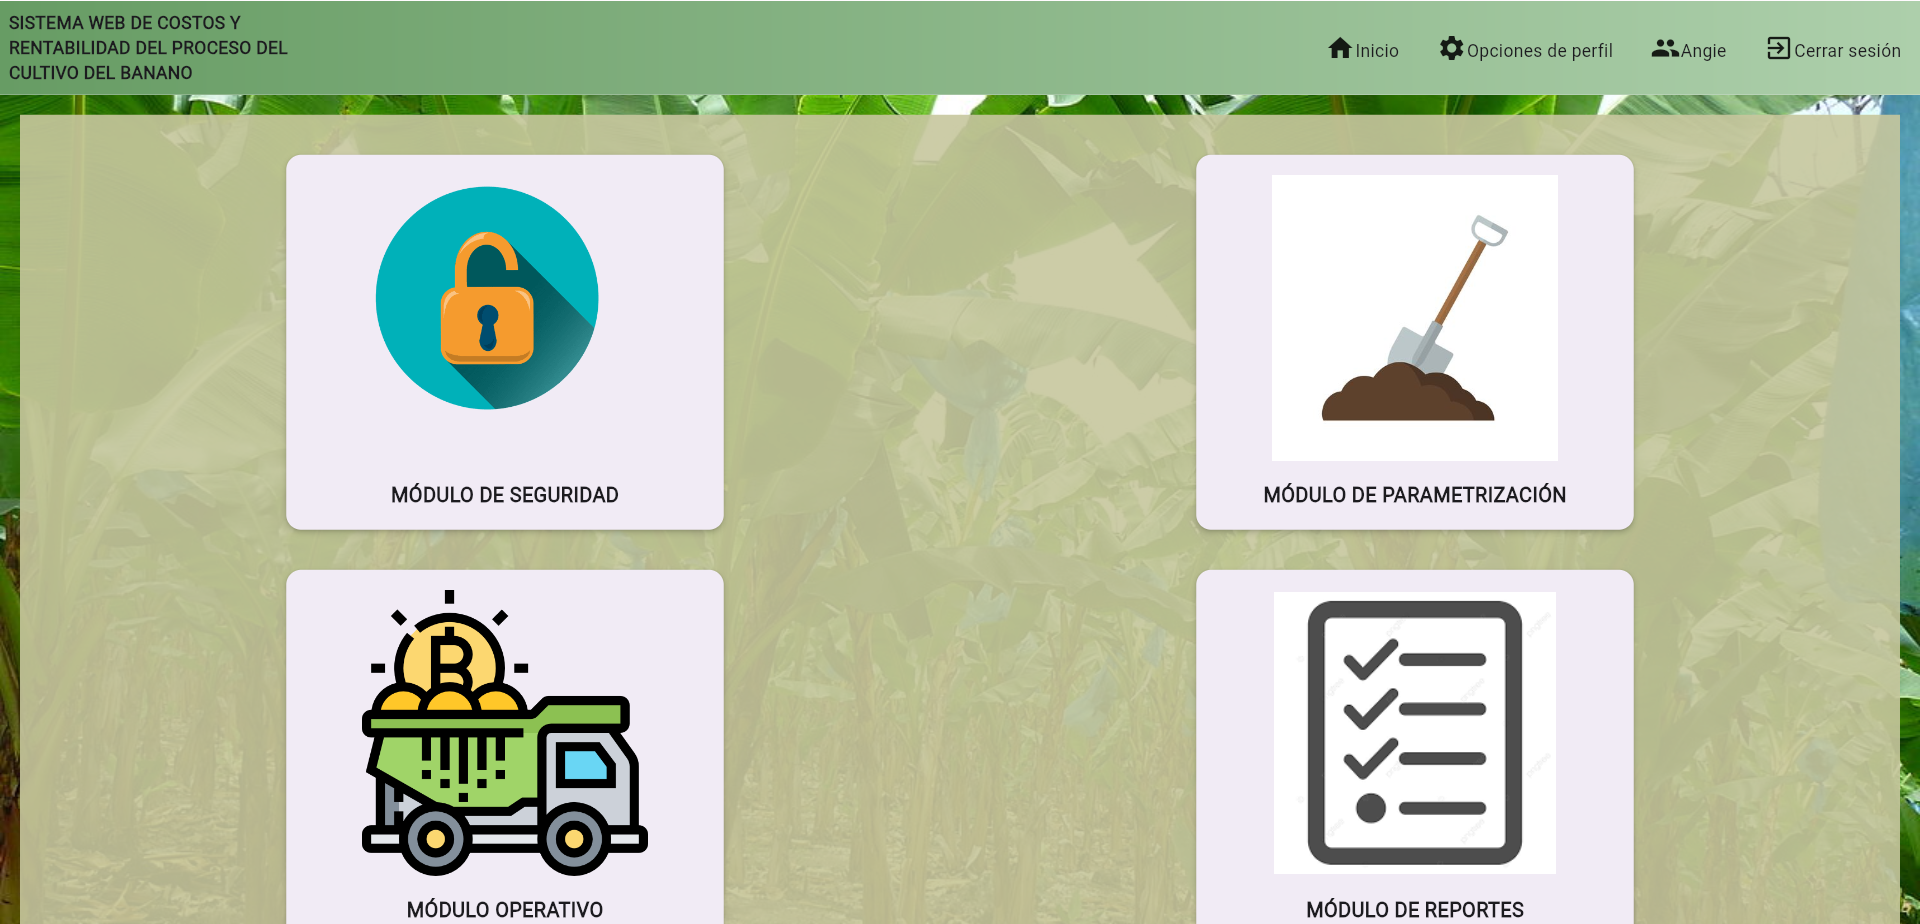 SISTEMA WEB DE COSTOS Y
RENTABILIDAD DEL PROCESO DEL
CULTIVO DEL BANANO
Inicio
Opciones de perfil
Angie
Cerrar sesión
MÓDULO DE SEGURIDAD
MÓDULO DE PARAMETRIZACIÓN
MÓDULO OPERATIVO
MÓDULO DE REPORTES